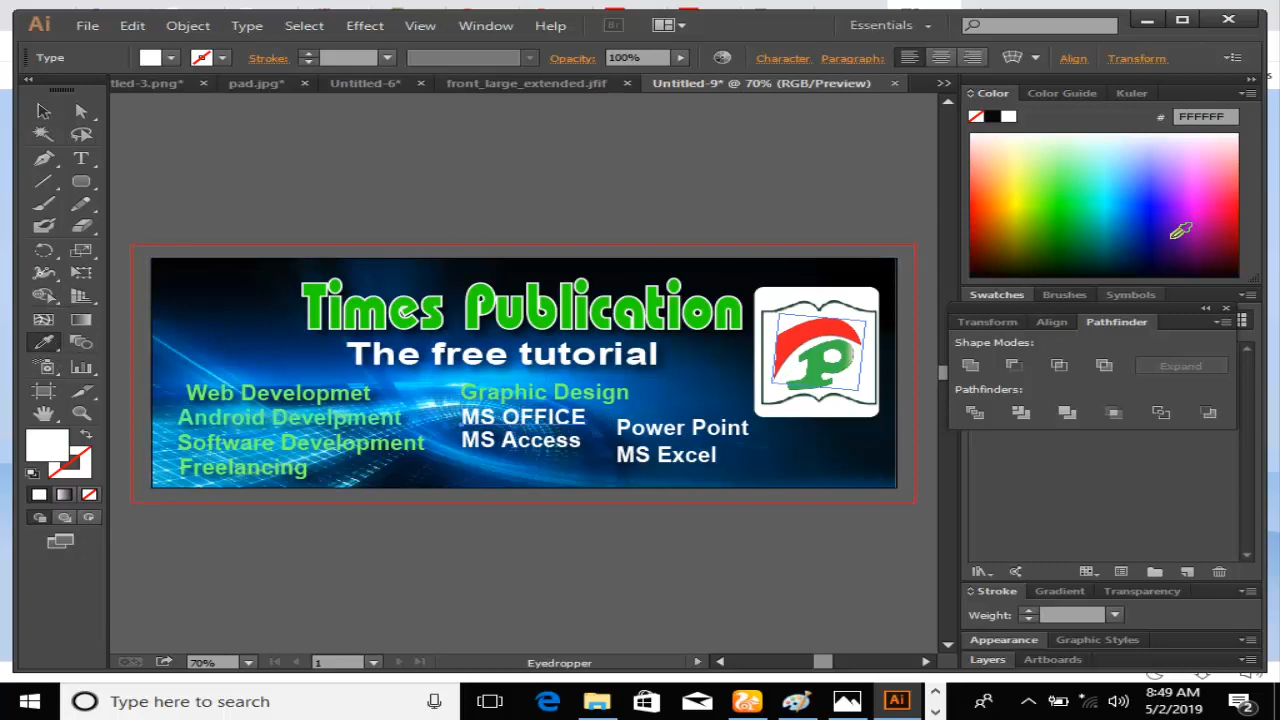 Ai File Edit Object Type Select Effect View Window Help Br Essentials
Type Stroke: Opacity: 100% Character Paragraph: Align Transform
tled-3.png* × pad.jpg* × Untitled-6* × front_large_extended.jfif × Untitled-9* @ 70% (RGB/Preview) ×
Color Color Guide Kuler
# FFFFFF
Times Publication
The free tutorial
Web Developmet
Android Develpment
Software Development
Freelancing
Graphic Design
MS OFFICE
MS Access
Power Point
MS Excel
P
Swatches Brushes Symbols
Transform Align Pathfinder
Shape Modes:
Expand
Pathfinders:
Stroke Gradient Transparency
Weight:
Appearance Graphic Styles
Layers Artboards
70% 1 Eyedropper
Type here to search
Ai
8:49 AM
5/2/2019
2